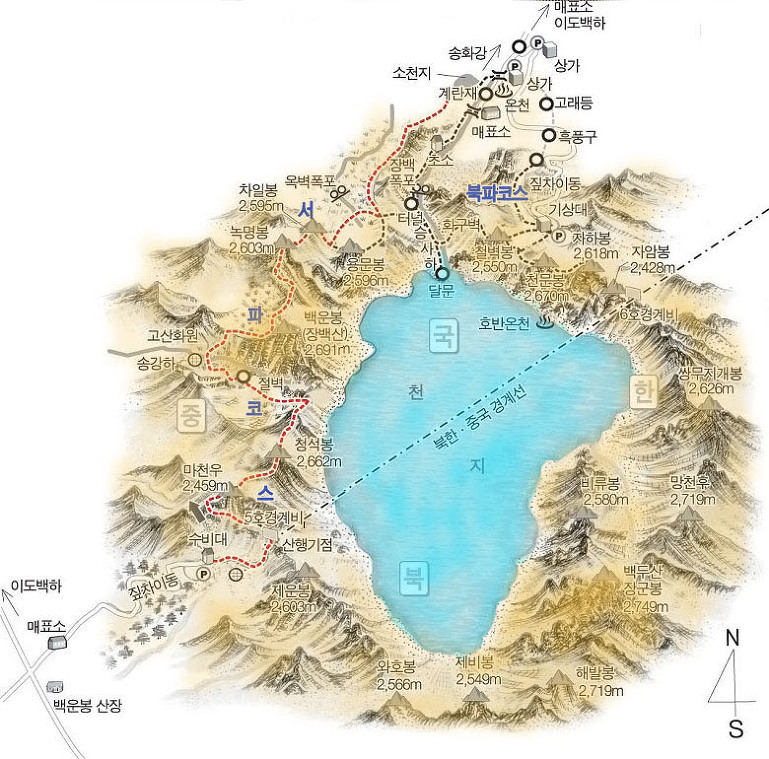 매표소
이도백하
송화강
P
상가
소천지
P
상가
계란재
온천
고래등
매표소
흑풍구
초소
장백
폭포
짚차이동
옥벽폭포
차일봉
2,595m
북파코스
서
터널
승
사
하
화구벽
기상대
P
녹명봉
2,603m
용문봉
2,596m
철벽봉
2,550m
자하봉
2,618m
자암봉
2,428m
천문봉
2,670m
달문
파
백운봉
(장백산)
2,691m
호반온천
6호경계비
고산화원
송강하
국
절벽
천
쌍무지개봉
2,626m
한
중
코
북한 · 중국 경계선
청석봉
2,662m
지
마천우
2,459m
스
비류봉
2,580m
망천후
2,719m
5호경계비
수비대
산행기점
P
북
이도백하
짚차이동
제운봉
2,603m
백두산
장군봉
2,749m
매표소
와호봉
2,566m
제비봉
2,549m
해발봉
2,719m
N
백운봉 산장
S